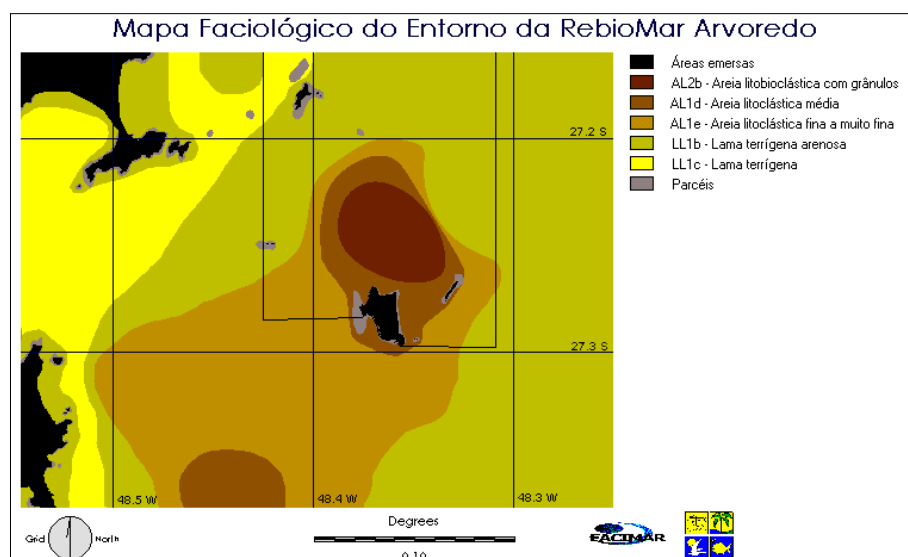 Mapa Faciológico do Entorno da RebioMar Arvoredo
Áreas emersas
AL2b - Areia litobioclástica com grânulos
AL1d - Areia litoclástica média
AL1e - Areia litoclástica fina a muito fina
LL1b - Lama terrígena arenosa
LL1c - Lama terrígena
Parcéis
27.2 S
27.3 S
48.5 W
48.4 W
48.3 W
Grid
North
Degrees
0.10
FACIMAR